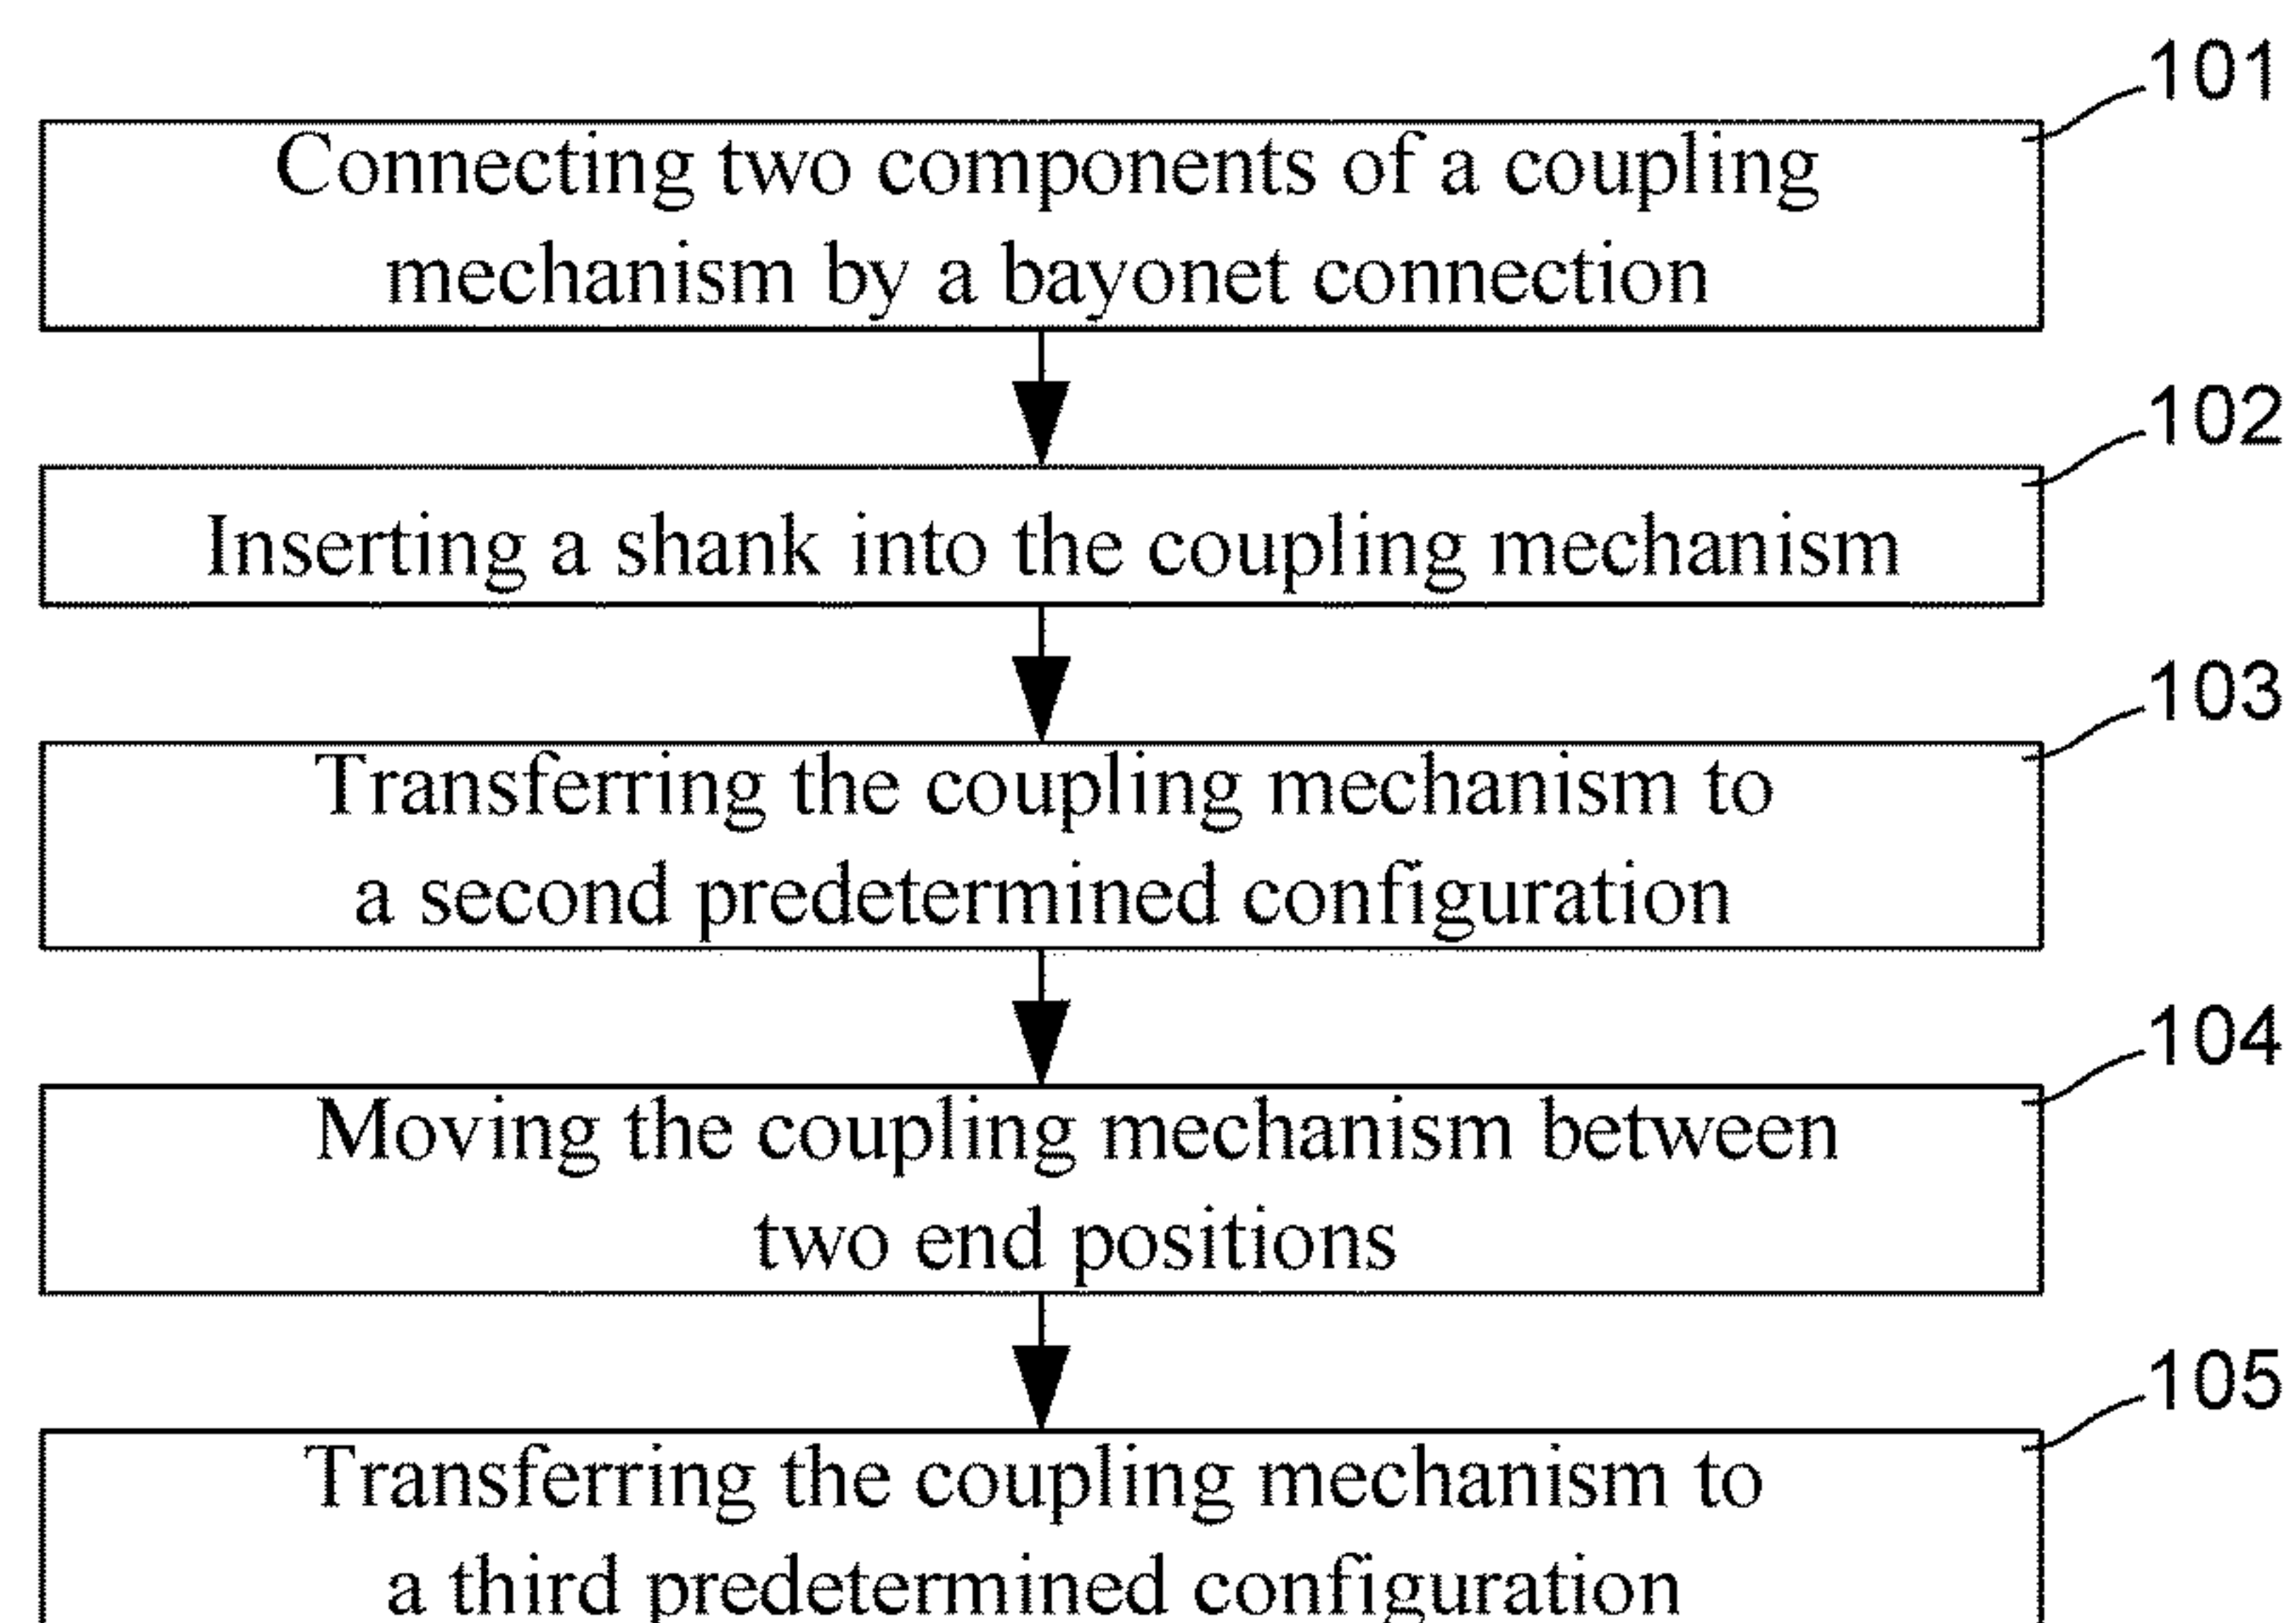 101
Connecting two components of a coupling
mechanism by a bayonet connection
102
Inserting a shank into the coupling mechanism
103
Transferring the coupling mechanism to
a second predetermined configuration
104
Moving the coupling mechanism between
two end positions
105
Transferring the coupling mechanism to
a third predetermined configuration